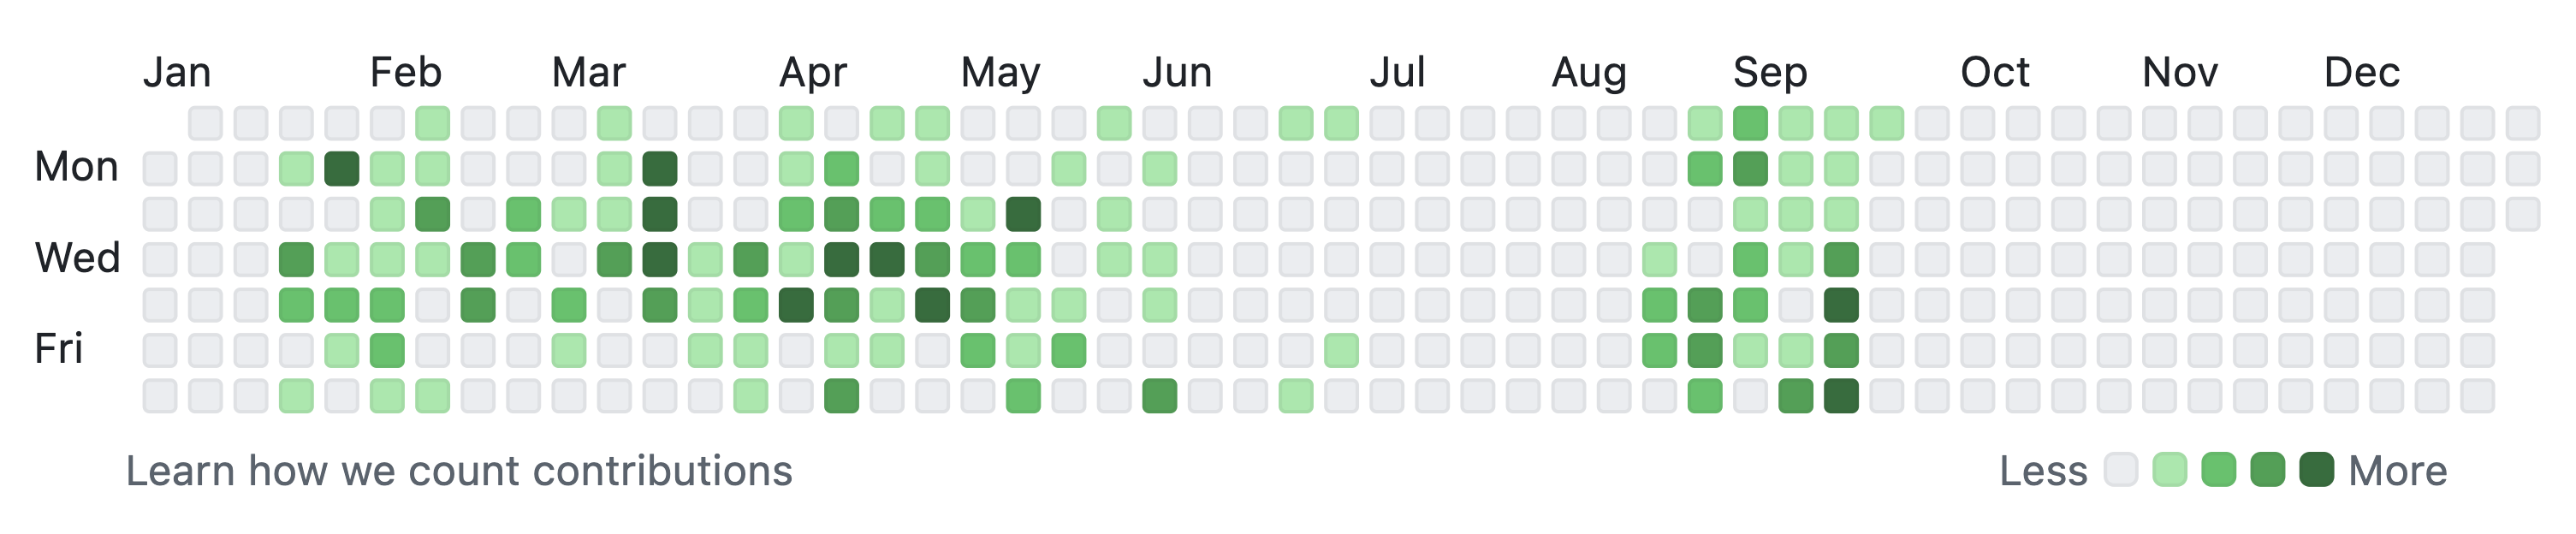 Jan Feb Mar Apr May Jun Jul Aug Sep Oct Nov Dec
Mon
Wed
Fri
Learn how we count contributions
Less More